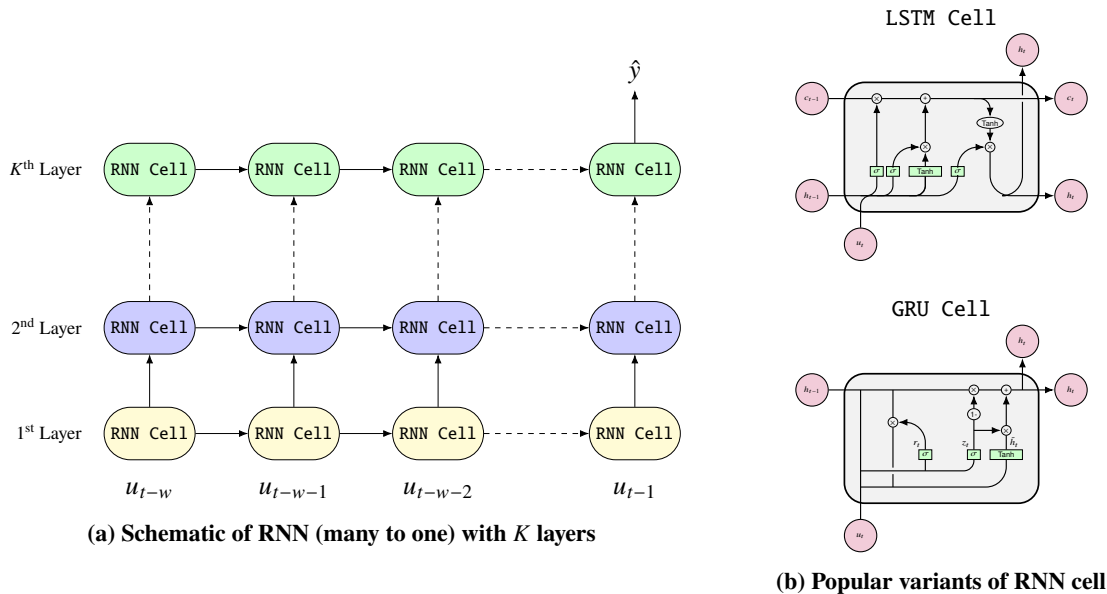 ŷ
Kth Layer
RNN Cell RNN Cell RNN Cell RNN Cell
2nd Layer
RNN Cell RNN Cell RNN Cell RNN Cell
1st Layer
RNN Cell RNN Cell RNN Cell RNN Cell
u_{t−w} u_{t−w−1} u_{t−w−2} u_{t−1}
(a) Schematic of RNN (many to one) with K layers
LSTM Cell
h_t
c_{t−1} × + c_t
Tanh
× ×
σ σ Tanh σ
h_{t−1} h_t
u_t
GRU Cell
h_t
h_{t−1} × + h_t
1-
× ×
r_t z_t h̃_t
σ σ Tanh
u_t
(b) Popular variants of RNN cell